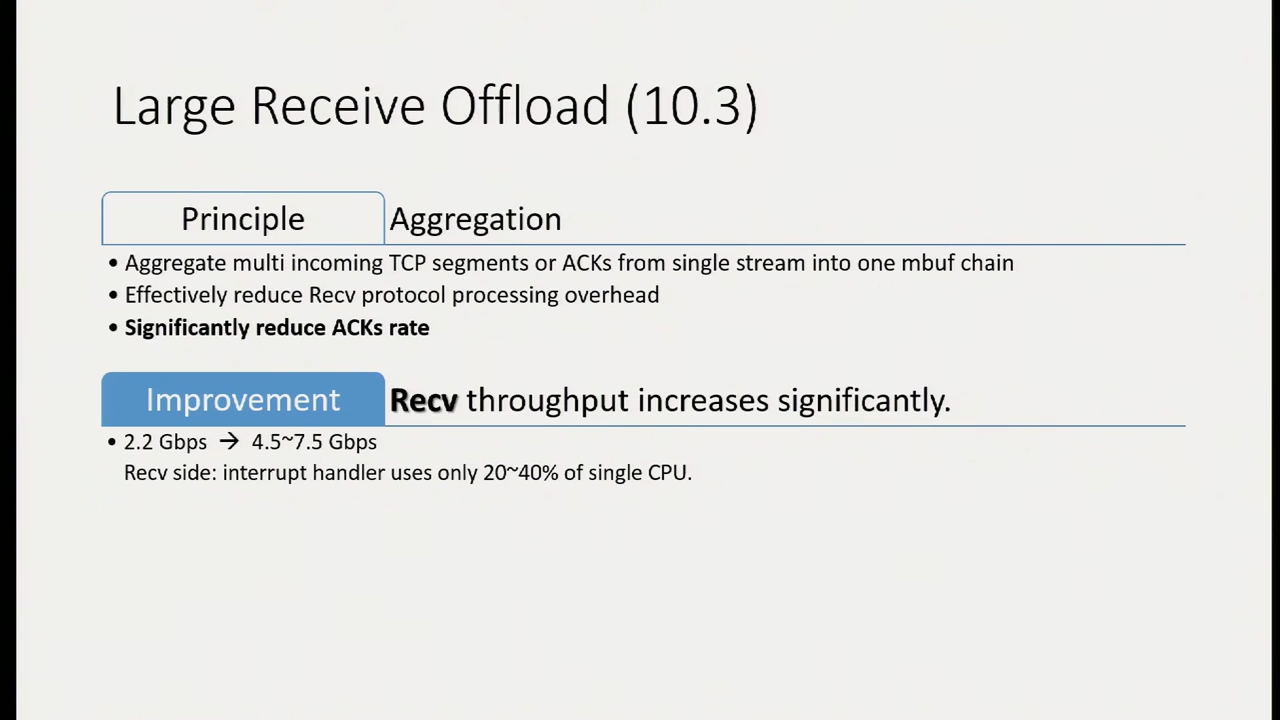 Large Receive Offload (10.3)
Principle
Aggregation
• Aggregate multi incoming TCP segments or ACKs from single stream into one mbuf chain
• Effectively reduce Recv protocol processing overhead
• Significantly reduce ACKs rate
Improvement
Recv throughput increases significantly.
• 2.2 Gbps → 4.5~7.5 Gbps
Recv side: interrupt handler uses only 20~40% of single CPU.